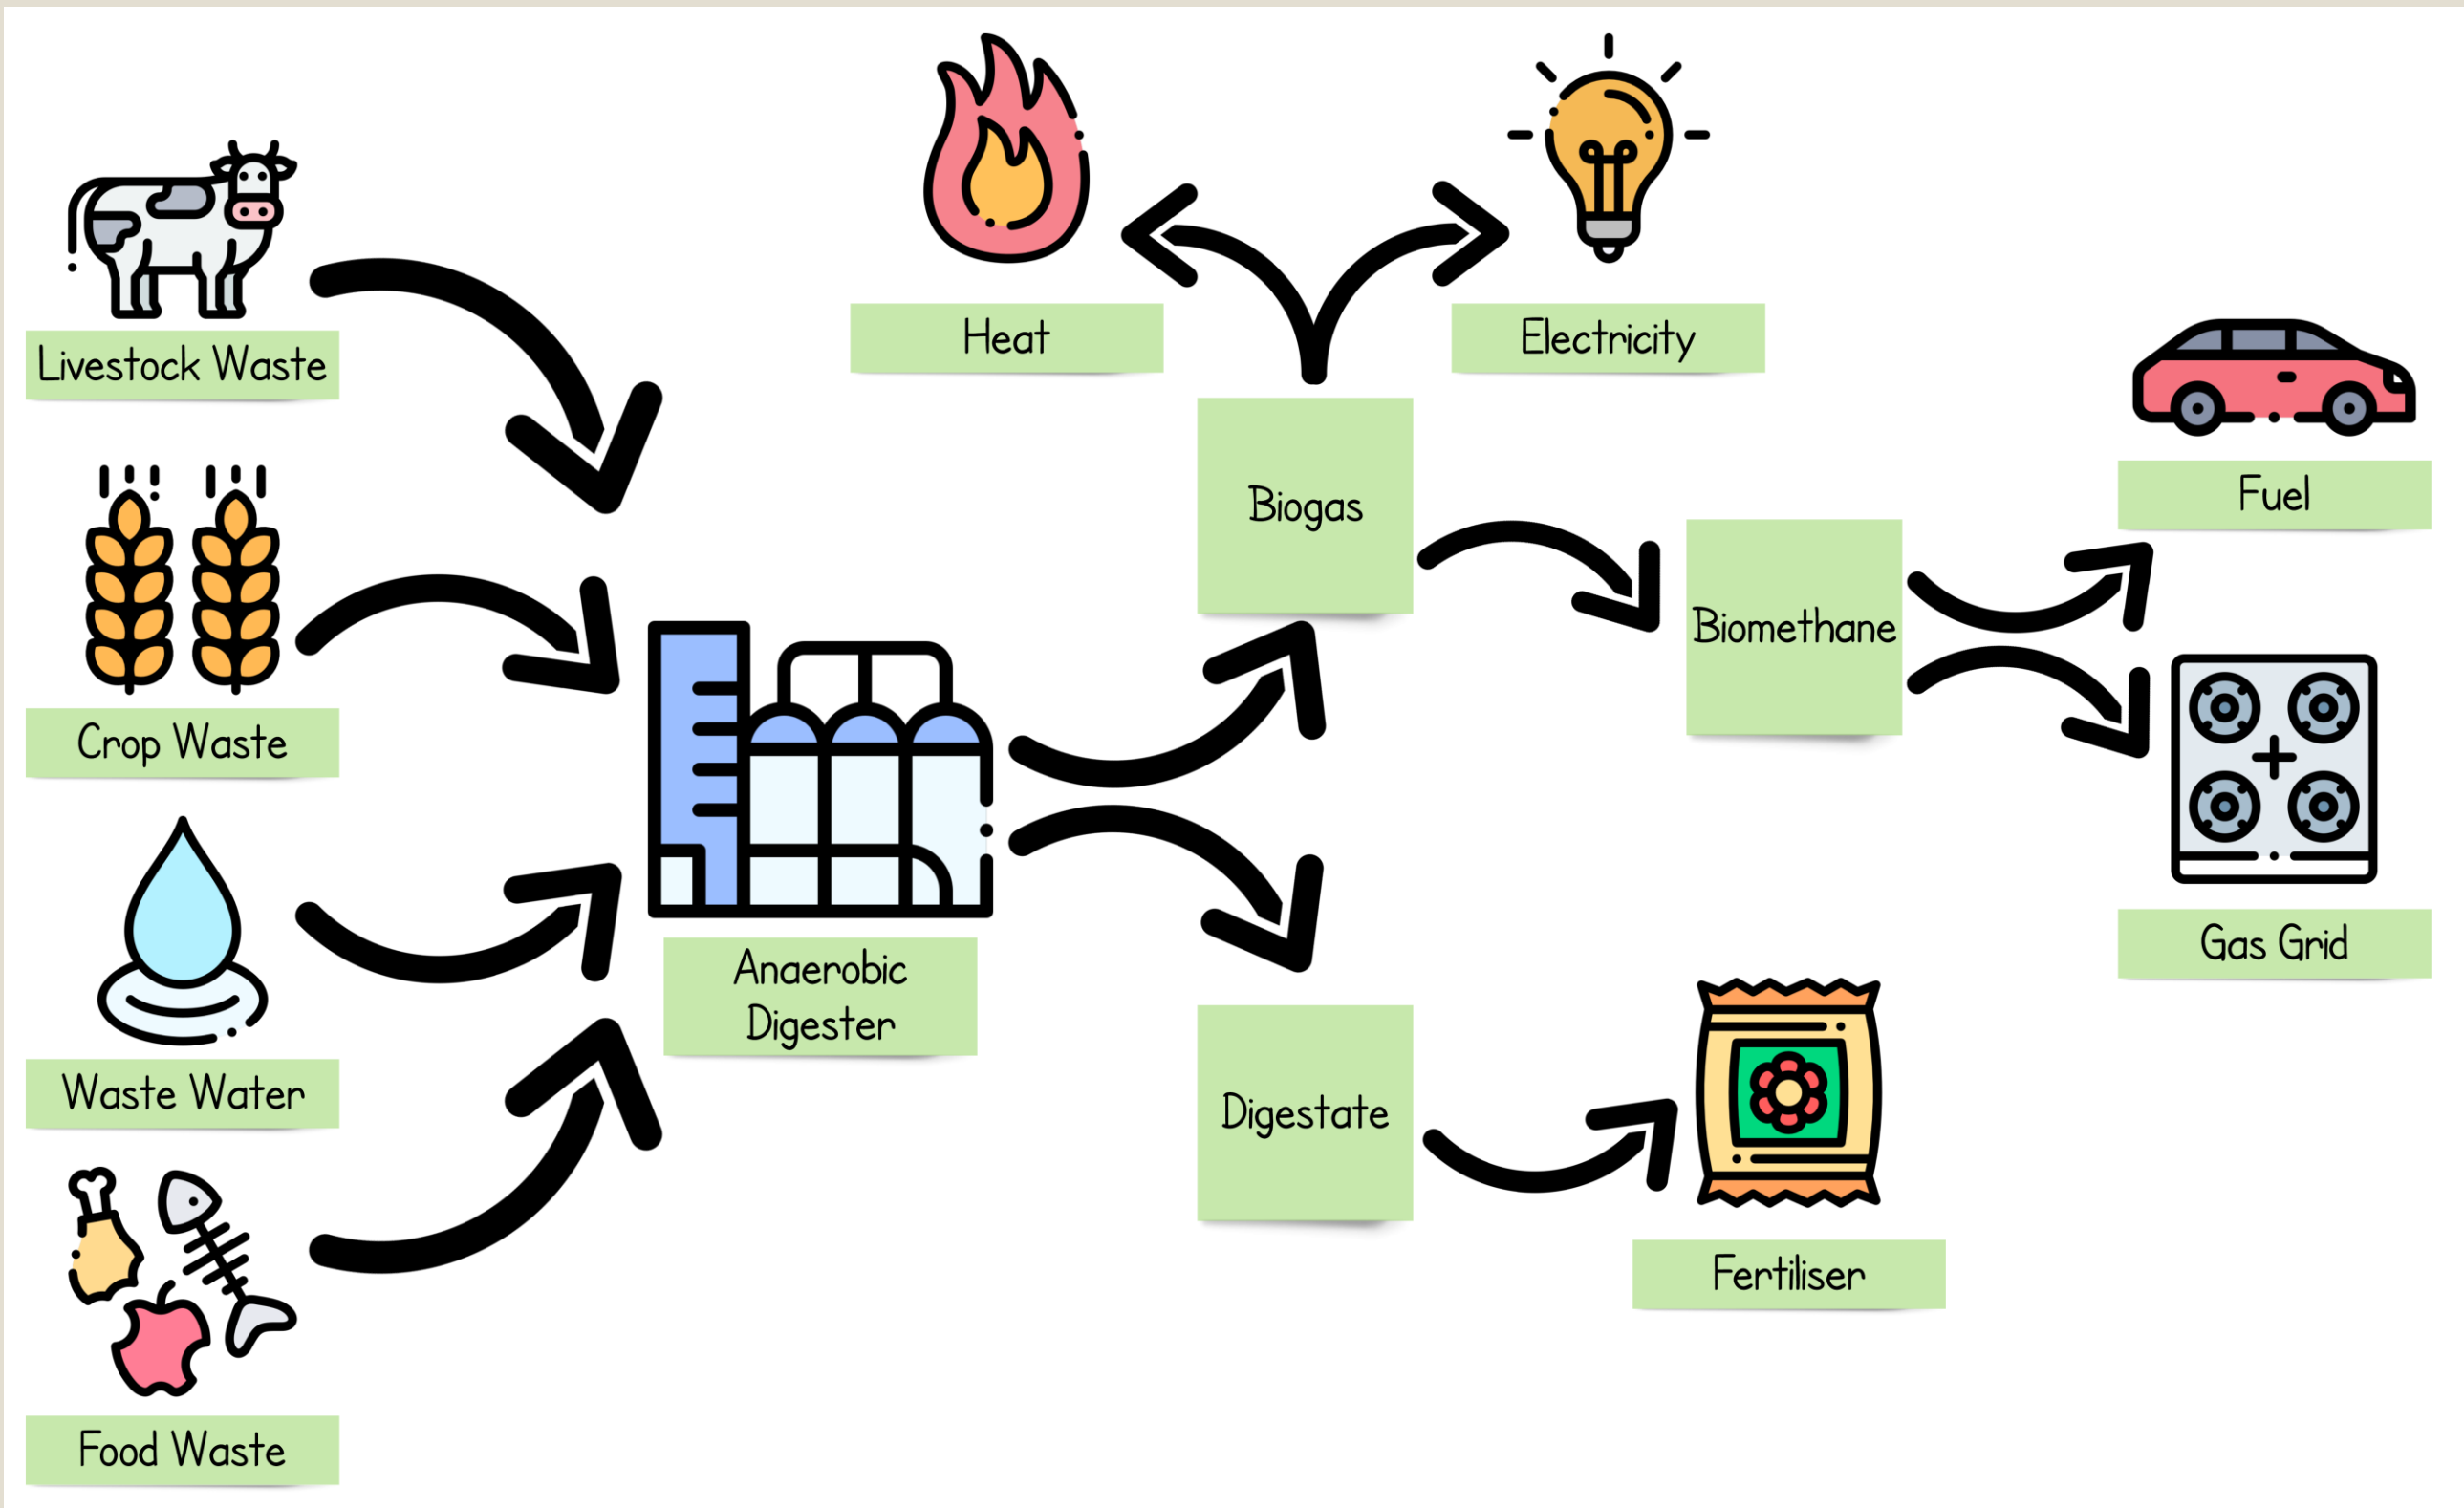 Heat
Electricity
Livestock Waste
Biogas
Fuel
Crop Waste
Biomethane
Anaerobic
Digester
Gas Grid
Waste Water
Digestate
Fertiliser
Food Waste